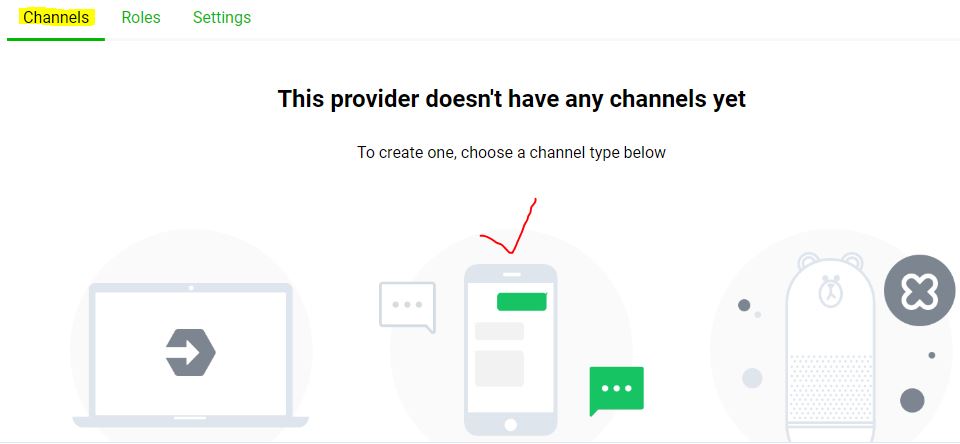 Channels Roles Settings
This provider doesn't have any channels yet
To create one, choose a channel type below